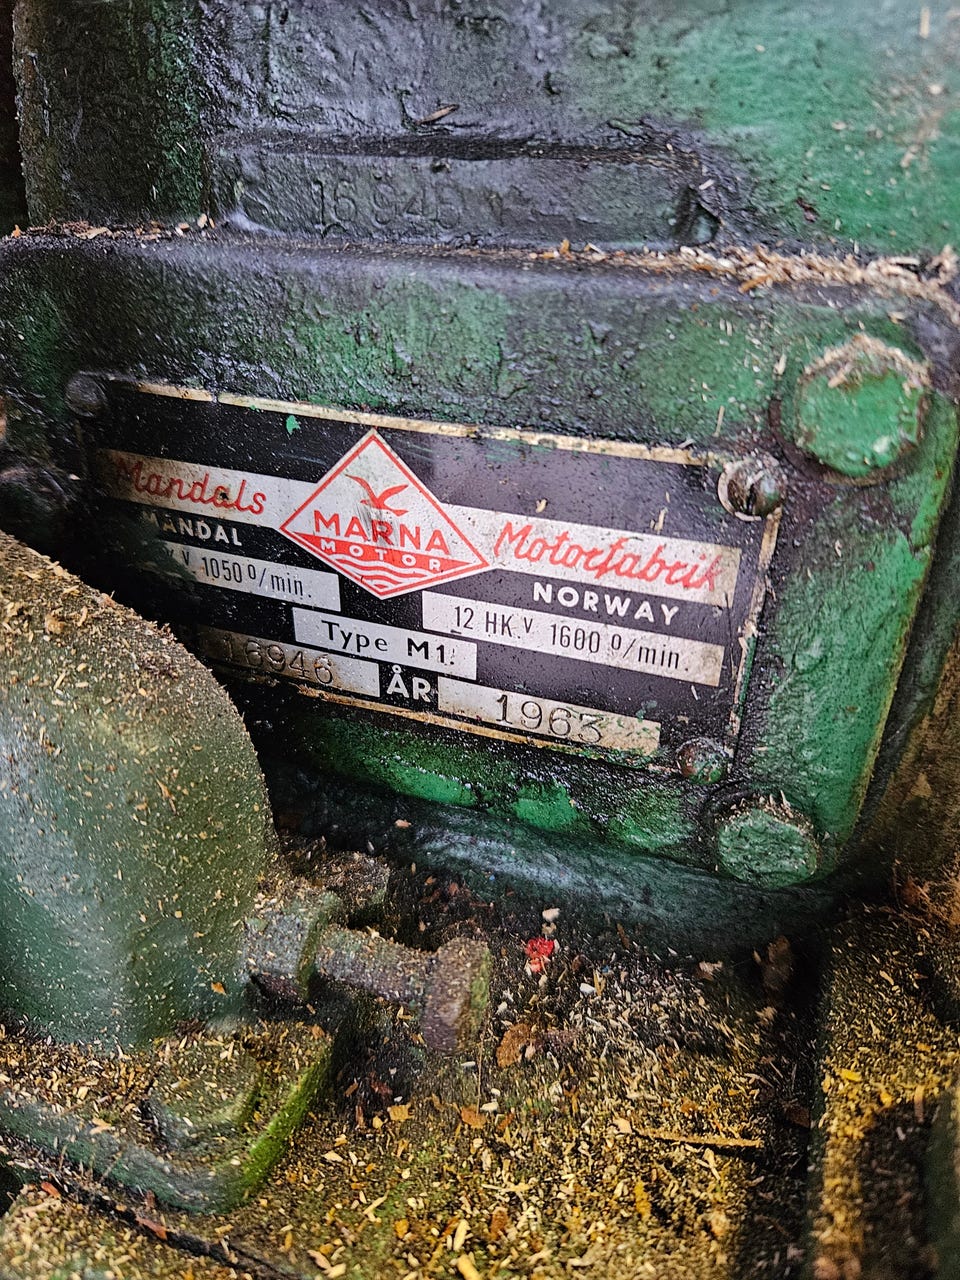 16946
Mandals
MARNA
MOTOR
Motorfabrik
MANDAL
NORWAY
V 1050 º/min.
12 HK V 1600 º/min.
Type M1.
16946
ÅR 1963